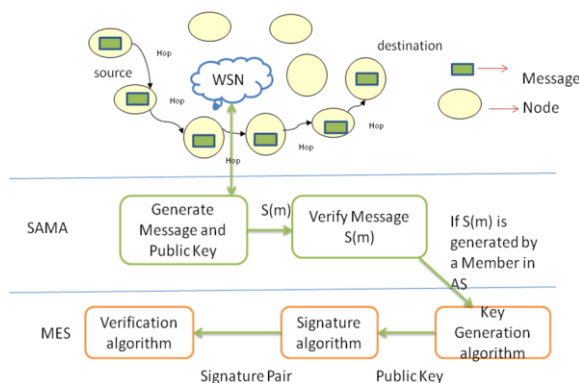 source
Hop
Hop
Hop
WSN
Hop
Hop
Hop
destination
Message
Node
SAMA
Generate
Message and
Public Key
S(m)
Verify Message
S(m)
If S(m) is
generated by
a Member in
AS
MES
Verification
algorithm
Signature
algorithm
Key
Generation
algorithm
Signature Pair
Public Key